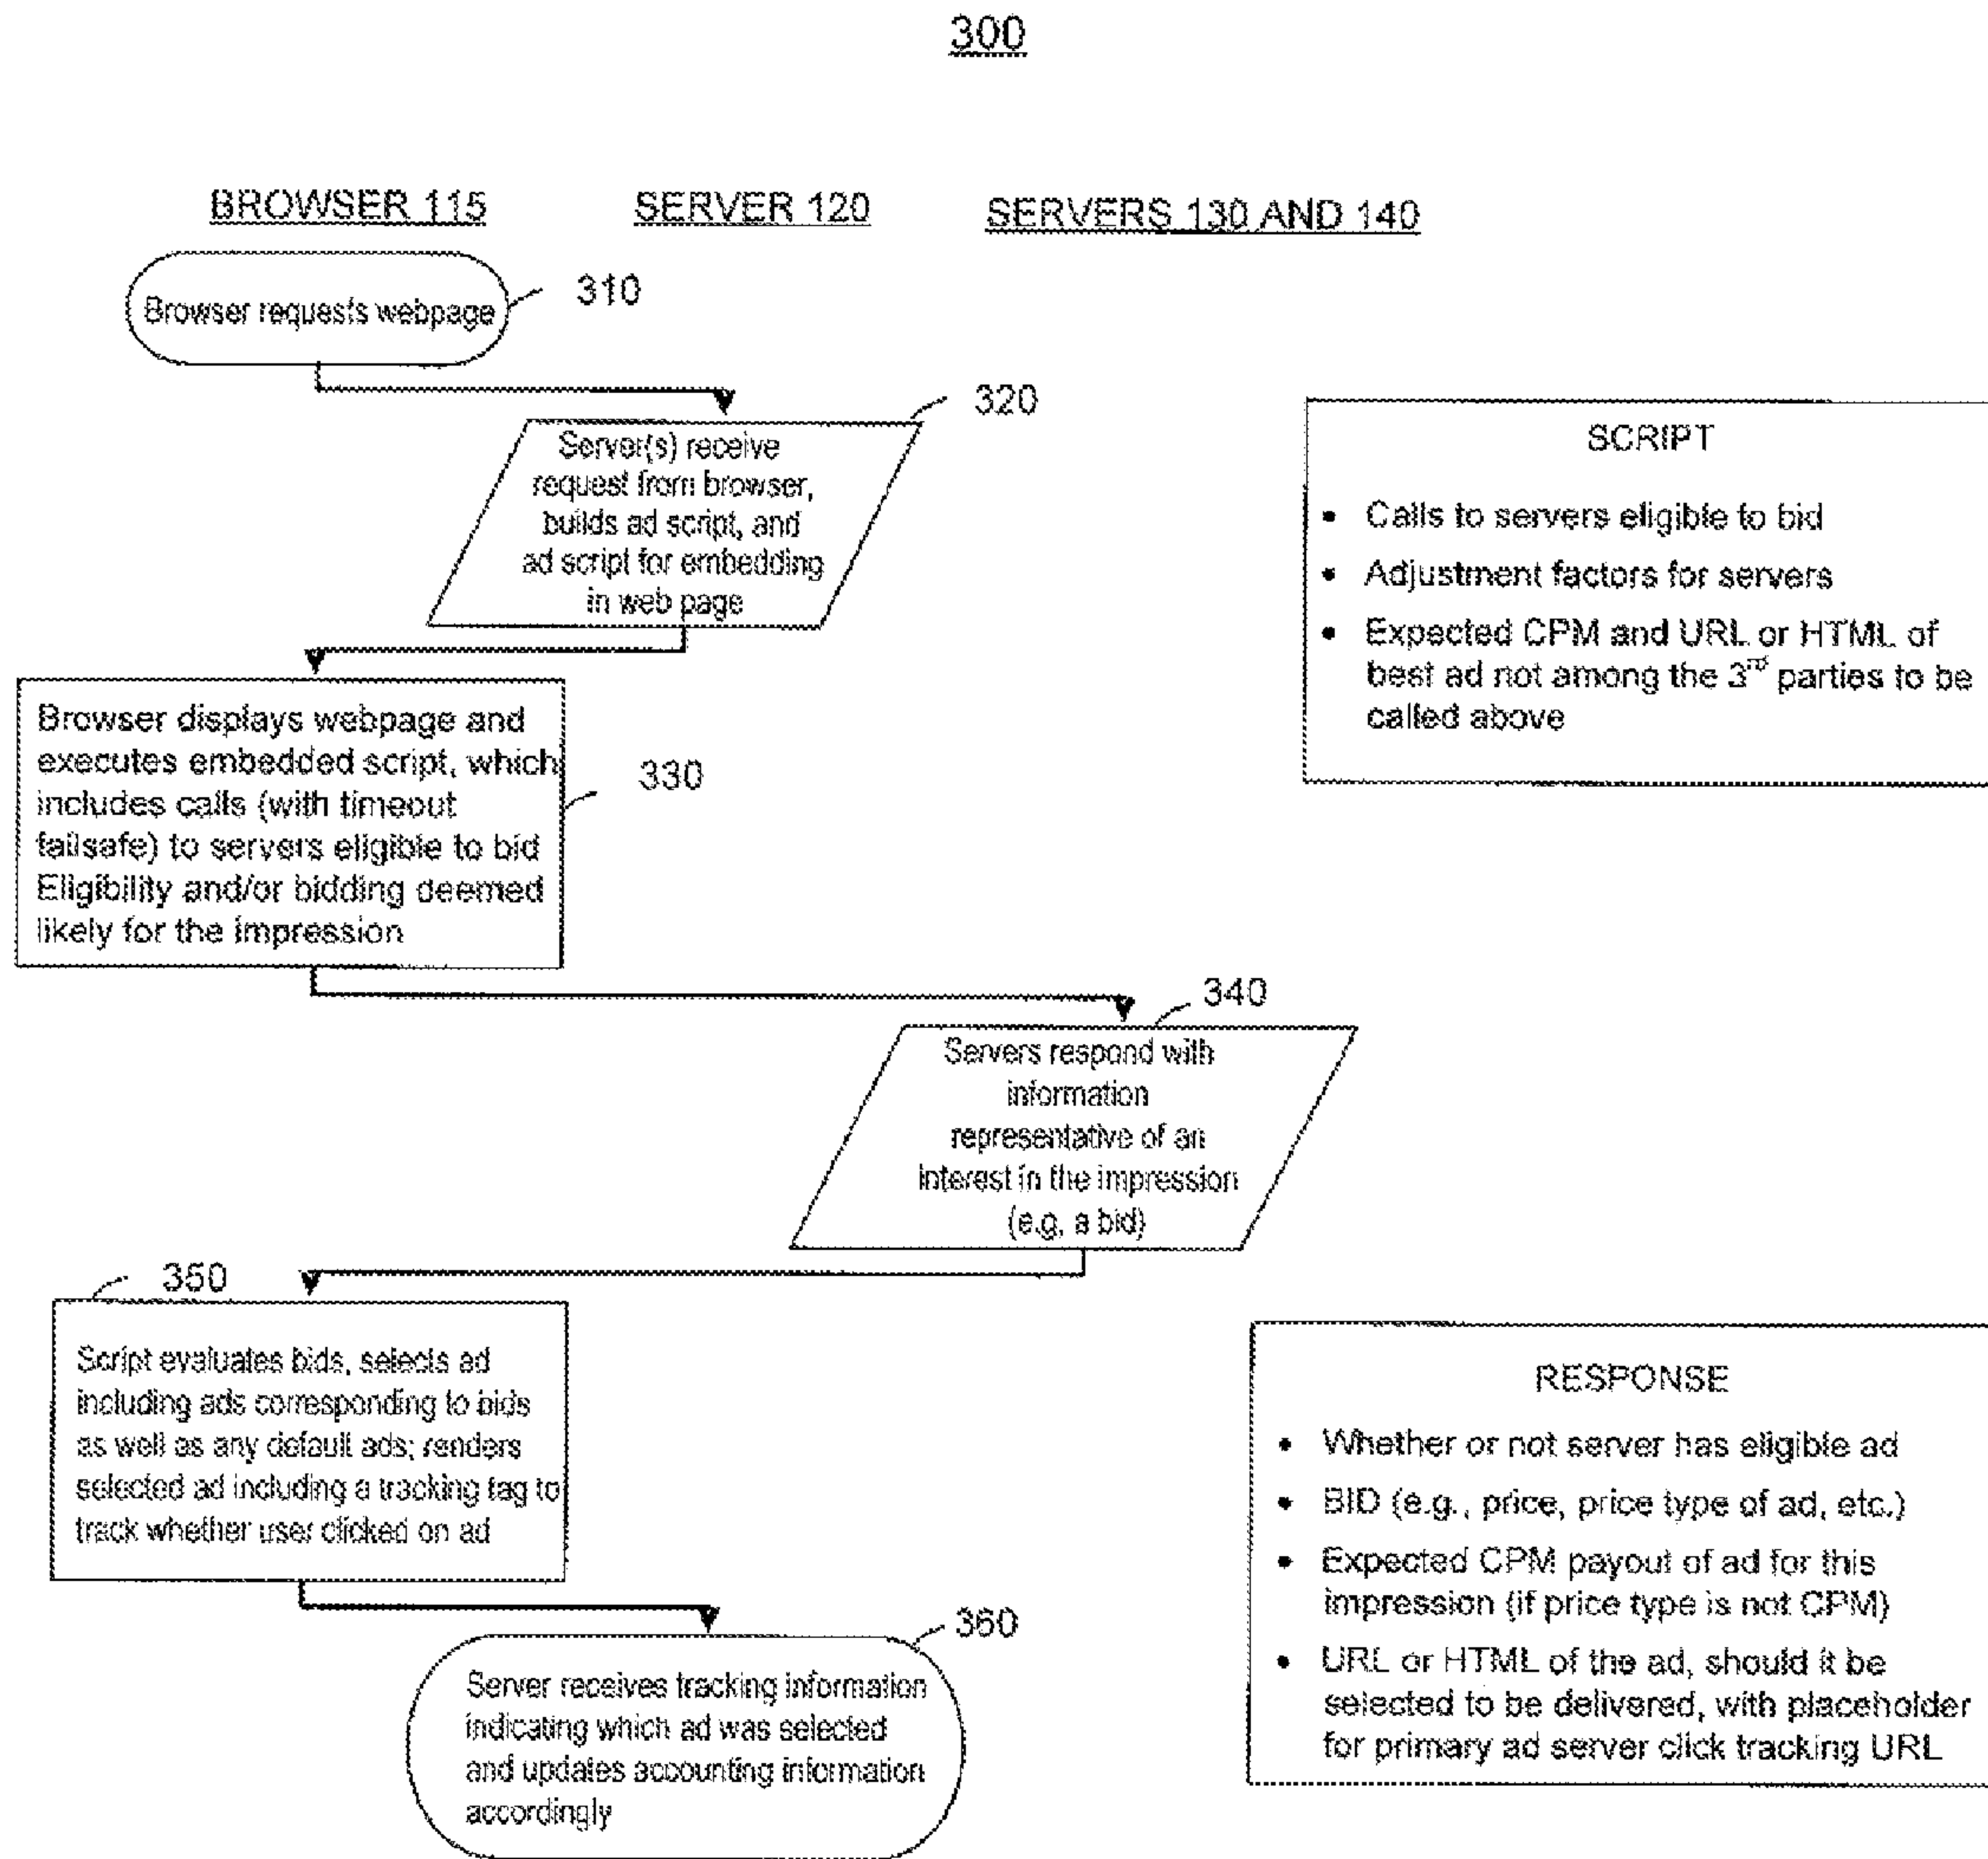 300
BROWSER 115
SERVER 120
SERVERS 130 AND 140
Browser requests webpage
310
320
Server(s) receive
request from browser,
builds ad script, and
ad script for embedding
in web page
SCRIPT
• Calls to servers eligible to bid
• Adjustment factors for servers
• Expected CPM and URL or HTML of
best ad not among the 3rd parties to be
called above
Browser displays webpage and
executes embedded script, which
includes calls (with timeout
failsafe) to servers eligible to bid
Eligibility and/or bidding deemed
likely for the impression
330
340
Servers respond with
information
representative of an
interest in the impression
(e.g, a bid)
350
Script evaluates bids, selects ad
including ads corresponding to bids
as well as any default ads; renders
selected ad including a tracking tag to
track whether user clicked on ad
RESPONSE
• Whether or not server has eligible ad
• BID (e.g., price, price type of ad, etc.)
• Expected CPM payout of ad for this
impression (if price type is not CPM)
• URL or HTML of the ad, should it be
selected to be delivered, with placeholder
for primary ad server click tracking URL
360
Server receives tracking information
indicating which ad was selected
and updates accounting information
accordingly